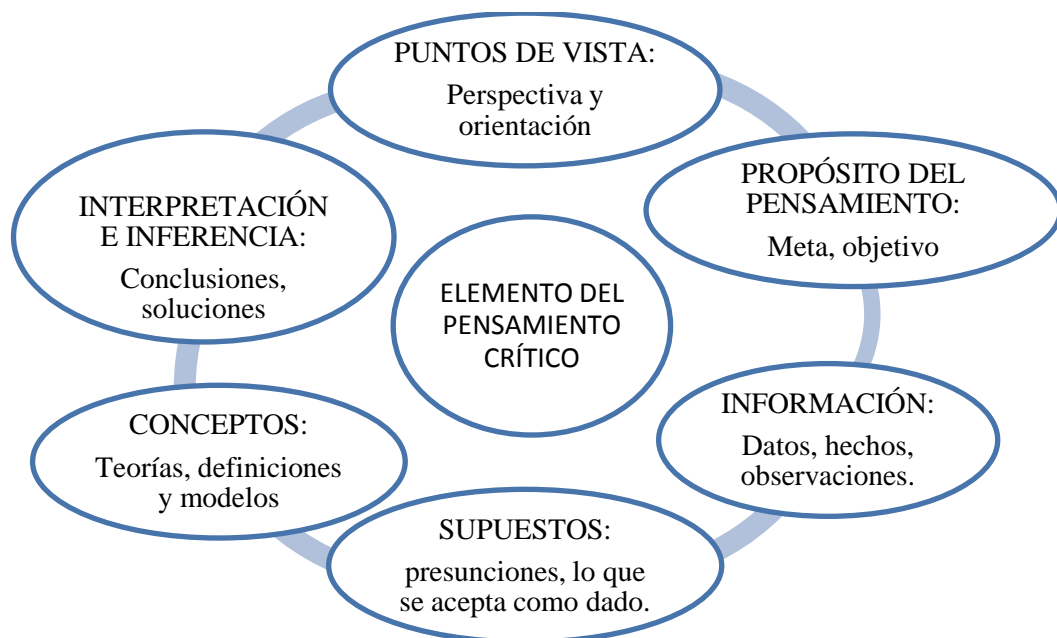 PUNTOS DE VISTA:
Perspectiva y
orientación
PROPÓSITO DEL
PENSAMIENTO:
Meta, objetivo
INFORMACIÓN:
Datos, hechos,
observaciones.
SUPUESTOS:
presunciones, lo que
se acepta como dado.
CONCEPTOS:
Teorías, definiciones
y modelos
INTERPRETACIÓN
E INFERENCIA:
Conclusiones,
soluciones
ELEMENTO DEL
PENSAMIENTO
CRÍTICO